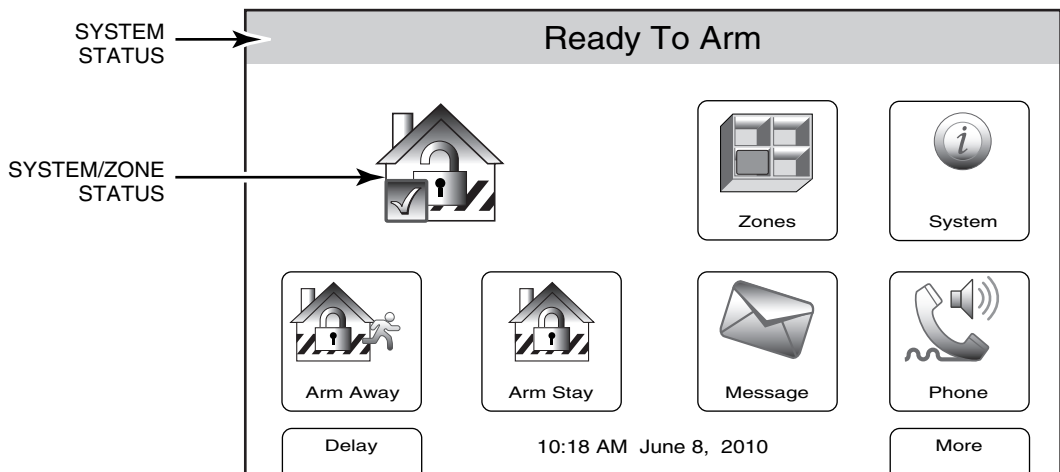 SYSTEM
STATUS
Ready To Arm
SYSTEM/ZONE
STATUS
i
Zones
System
Arm Away
Arm Stay
Message
Phone
Delay
10:18 AM June 8, 2010
More